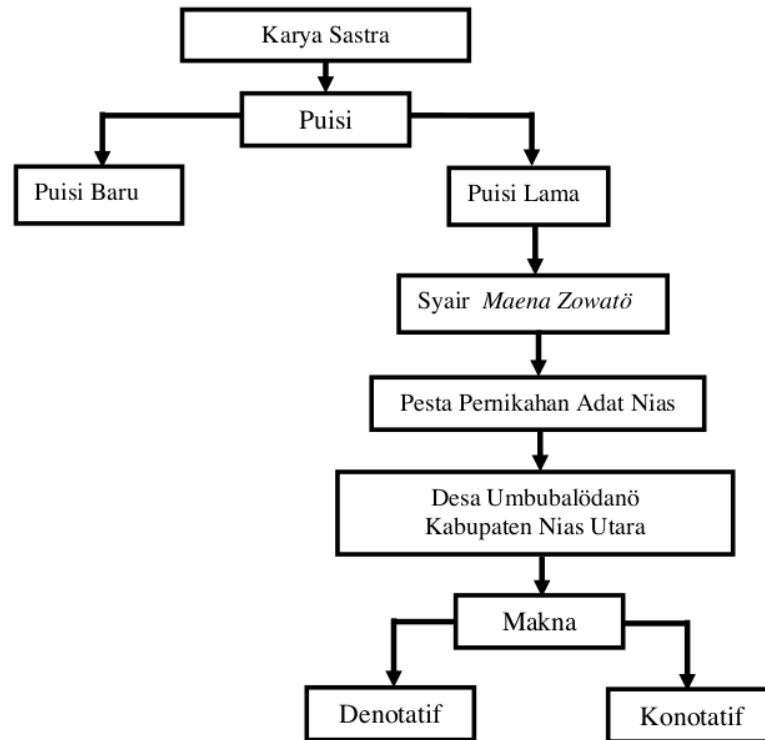 Karya Sastra
Puisi
Puisi Baru
Puisi Lama
Syair Maena Zowatö
Pesta Pernikahan Adat Nias
Desa Umbubalödanö
Kabupaten Nias Utara
Makna
Denotatif
Konotatif